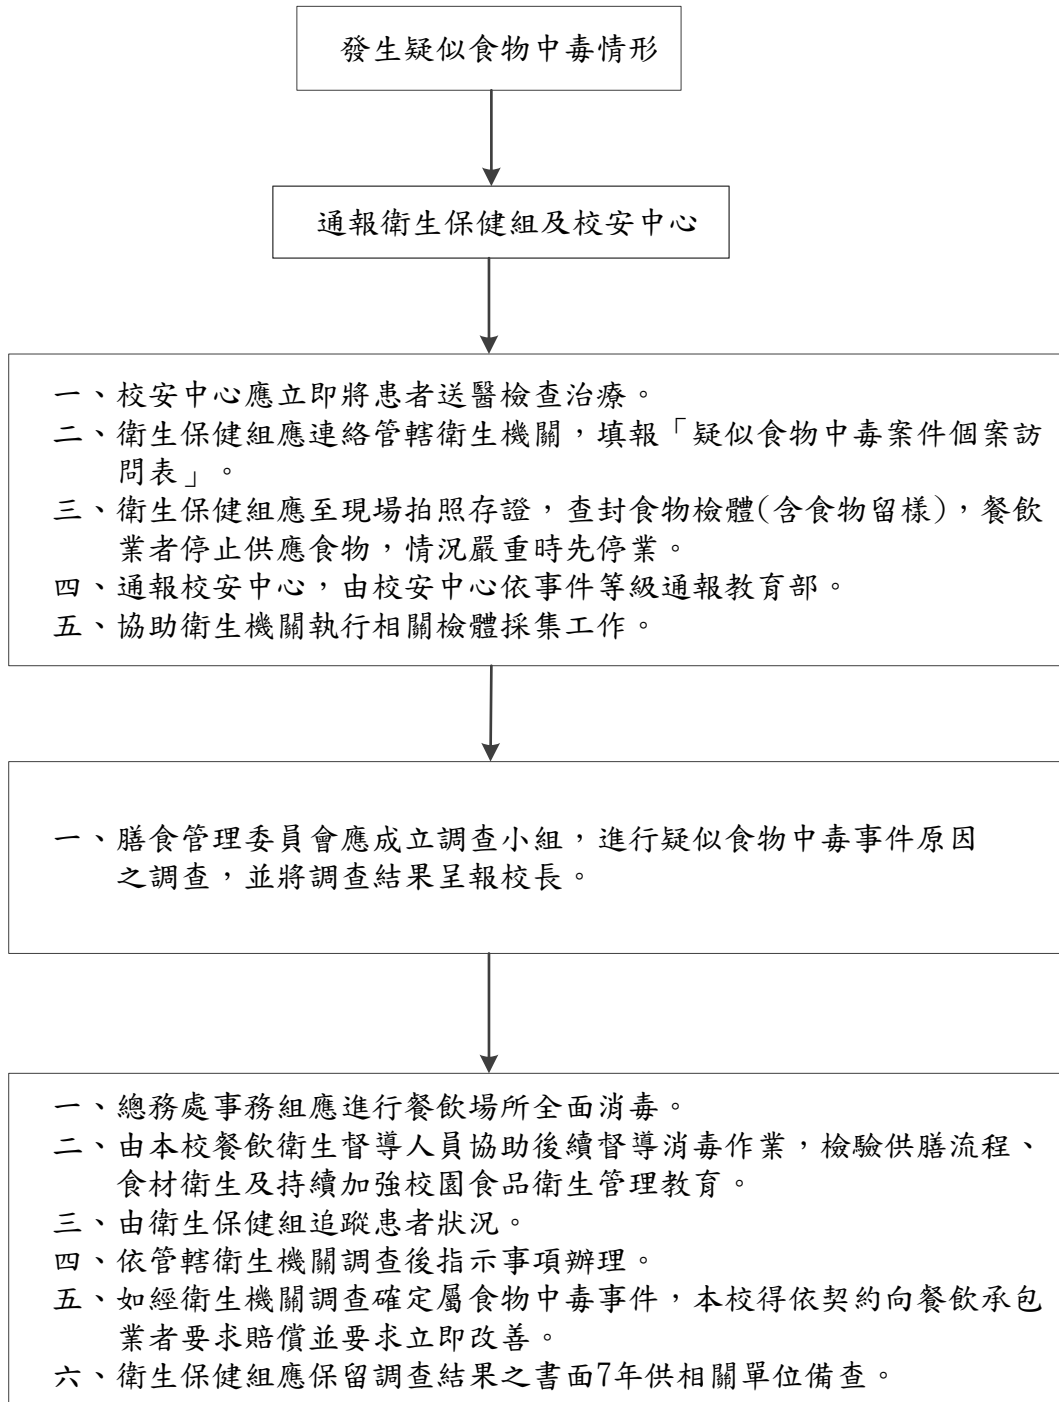 發生疑似食物中毒情形
通報衛生保健組及校安中心
一、校安中心應立即將患者送醫檢查治療。
二、衛生保健組應連絡管轄衛生機關，填報「疑似食物中毒案件個案訪
問表」。
三、衛生保健組應至現場拍照存證，查封食物檢體(含食物留樣)，餐飲
業者停止供應食物，情況嚴重時先停業。
四、通報校安中心，由校安中心依事件等級通報教育部。
五、協助衛生機關執行相關檢體採集工作。
一、膳食管理委員會應成立調查小組，進行疑似食物中毒事件原因
之調查，並將調查結果呈報校長。
一、總務處事務組應進行餐飲場所全面消毒。
二、由本校餐飲衛生督導人員協助後續督導消毒作業，檢驗供膳流程、
食材衛生及持續加強校園食品衛生管理教育。
三、由衛生保健組追蹤患者狀況。
四、依管轄衛生機關調查後指示事項辦理。
五、如經衛生機關調查確定屬食物中毒事件，本校得依契約向餐飲承包
業者要求賠償並要求立即改善。
六、衛生保健組應保留調查結果之書面7年供相關單位備查。